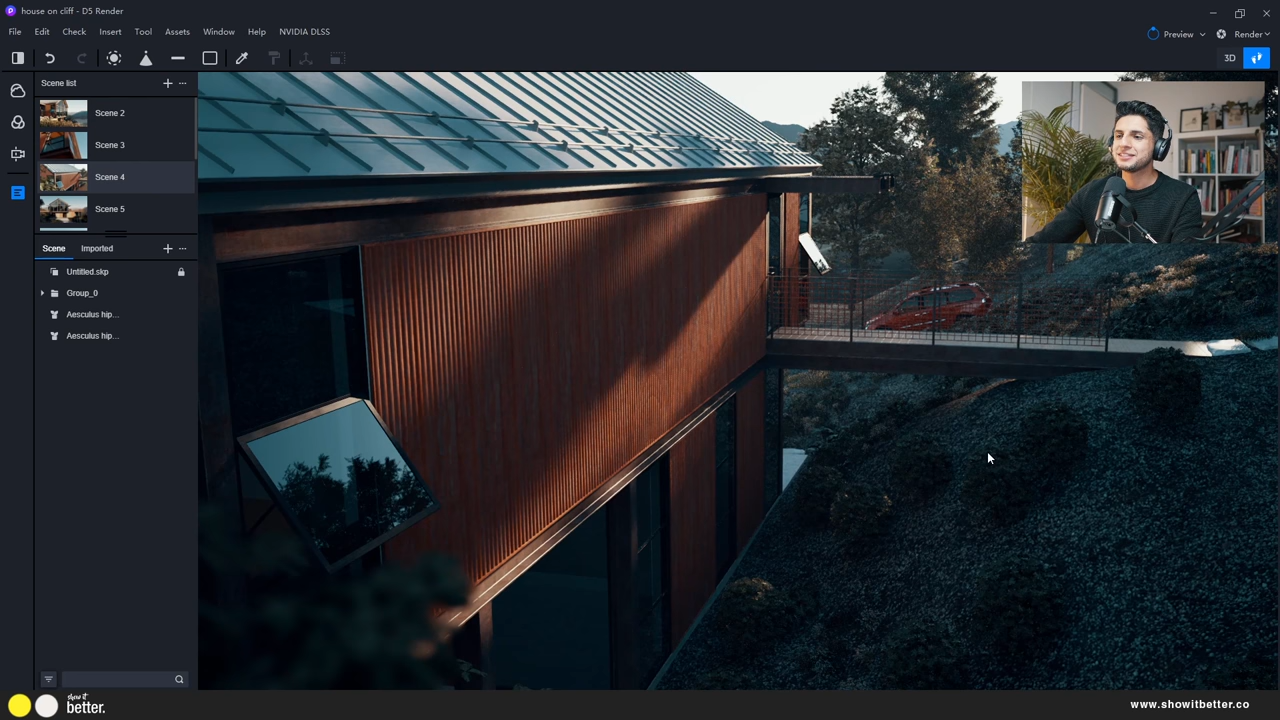 house on cliff - D5 Render
File Edit Check Insert Tool Assets Window Help NVIDIA DLSS
Preview Render
3D
Scene list
Scene 2
Scene 3
Scene 4
Scene 5
Scene Imported
Untitled.skp
Group_0
Aesculus hip...
Aesculus hip...
show it
better.
www.showitbetter.co